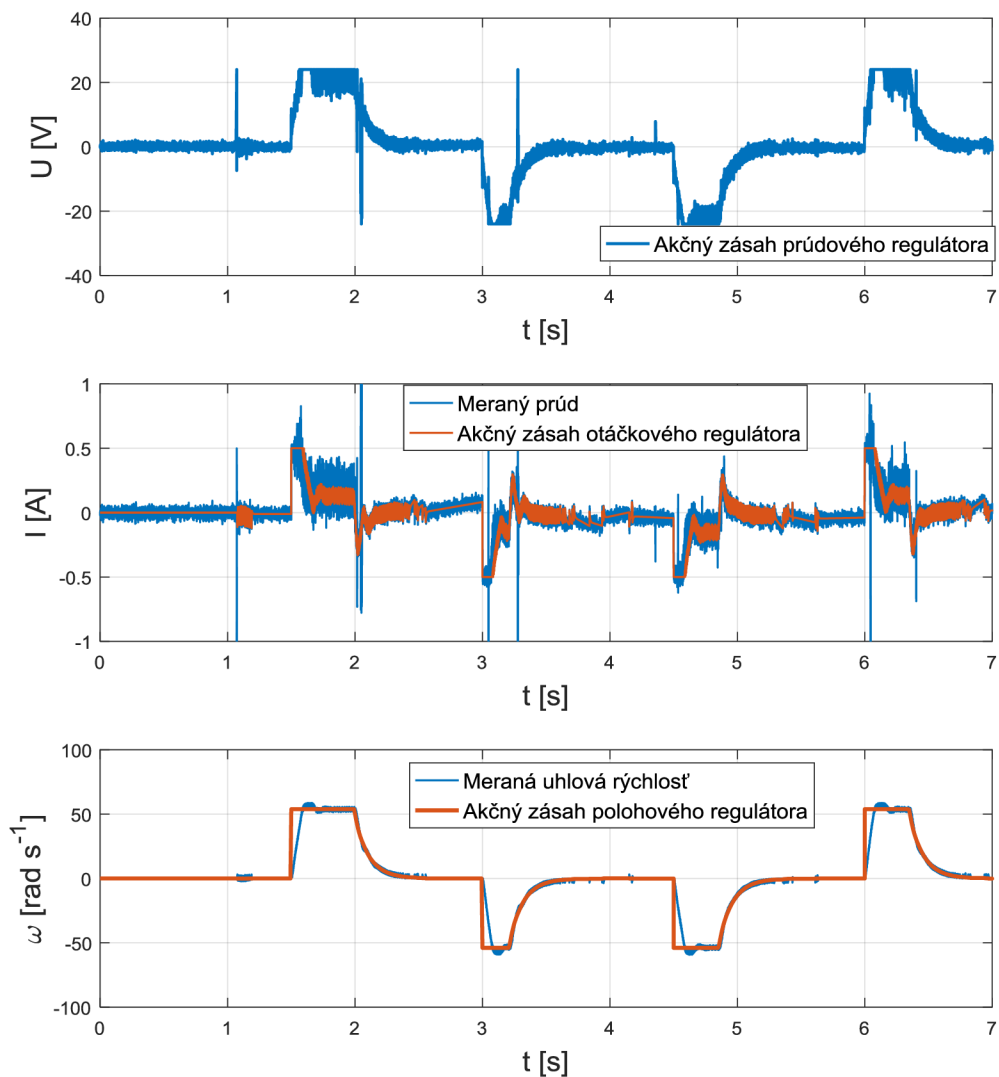 40
20
0
-20
-40
U [V]
Akčný zásah prúdového regulátora
0 1 2 3 4 5 6 7
t [s]
1
0.5
0
-0.5
-1
I [A]
Meraný prúd
Akčný zásah otáčkového regulátora
0 1 2 3 4 5 6 7
t [s]
100
50
0
-50
-100
ω [rad s⁻¹]
Meraná uhlová rýchlosť
Akčný zásah polohového regulátora
0 1 2 3 4 5 6 7
t [s]